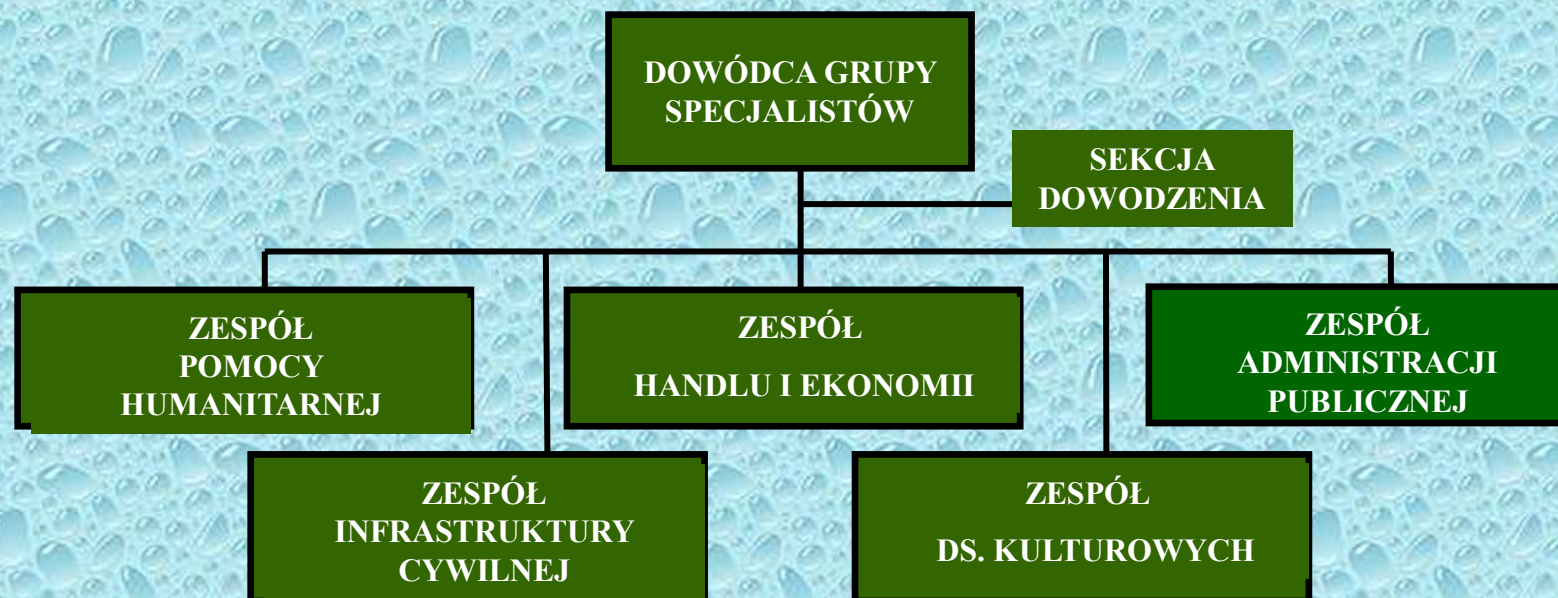 DOWÓDCA GRUPY
SPECJALISTÓW
SEKCJA
DOWODZENIA
ZESPÓŁ
POMOCY
HUMANITARNEJ
ZESPÓŁ
HANDLU I EKONOMII
ZESPÓŁ
ADMINISTRACJI
PUBLICZNEJ
ZESPÓŁ
INFRASTRUKTURY
CYWILNEJ
ZESPÓŁ
DS. KULTUROWYCH